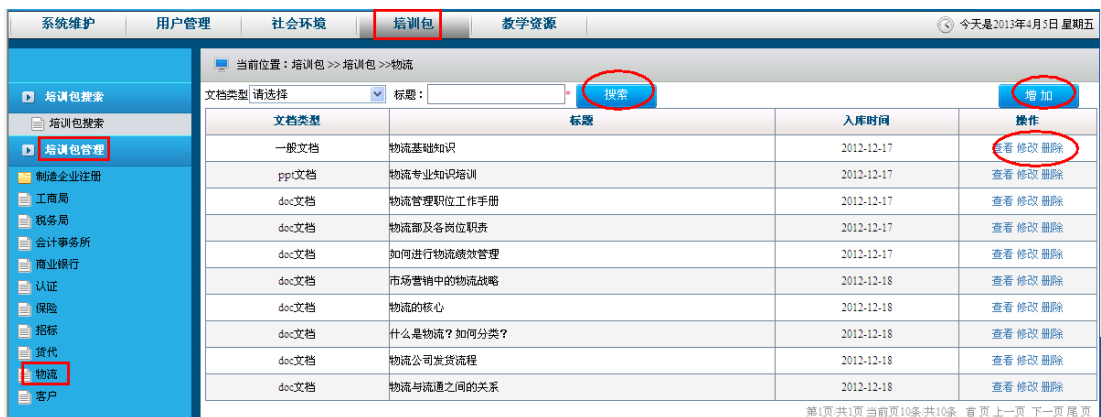 系统维护 用户管理 社会环境 培训包 教学资源 今天是2013年4月5日 星期五
当前位置：培训包 >> 培训包 >>物流
文档类型 请选择 标题： * 搜索 增 加
文档类型 标题 入库时间 操作
一般文档 物流基础知识 2012-12-17 查看 修改 删除
ppt文档 物流专业知识培训 2012-12-17 查看 修改 删除
doc文档 物流管理职位工作手册 2012-12-17 查看 修改 删除
doc文档 物流部及各岗位职责 2012-12-17 查看 修改 删除
doc文档 如何进行物流绩效管理 2012-12-17 查看 修改 删除
doc文档 市场营销中的物流战略 2012-12-18 查看 修改 删除
doc文档 物流的核心 2012-12-18 查看 修改 删除
doc文档 什么是物流？如何分类？ 2012-12-18 查看 修改 删除
doc文档 物流公司发货流程 2012-12-18 查看 修改 删除
doc文档 物流与流通之间的关系 2012-12-18 查看 修改 删除
第1页/共1页 当前页10条/共10条 首 页 上一页 下一页 尾 页
培训包搜索
培训包搜索
培训包管理
制造企业注册
工商局
税务局
会计事务所
商业银行
认证
保险
招标
货代
物流
客户